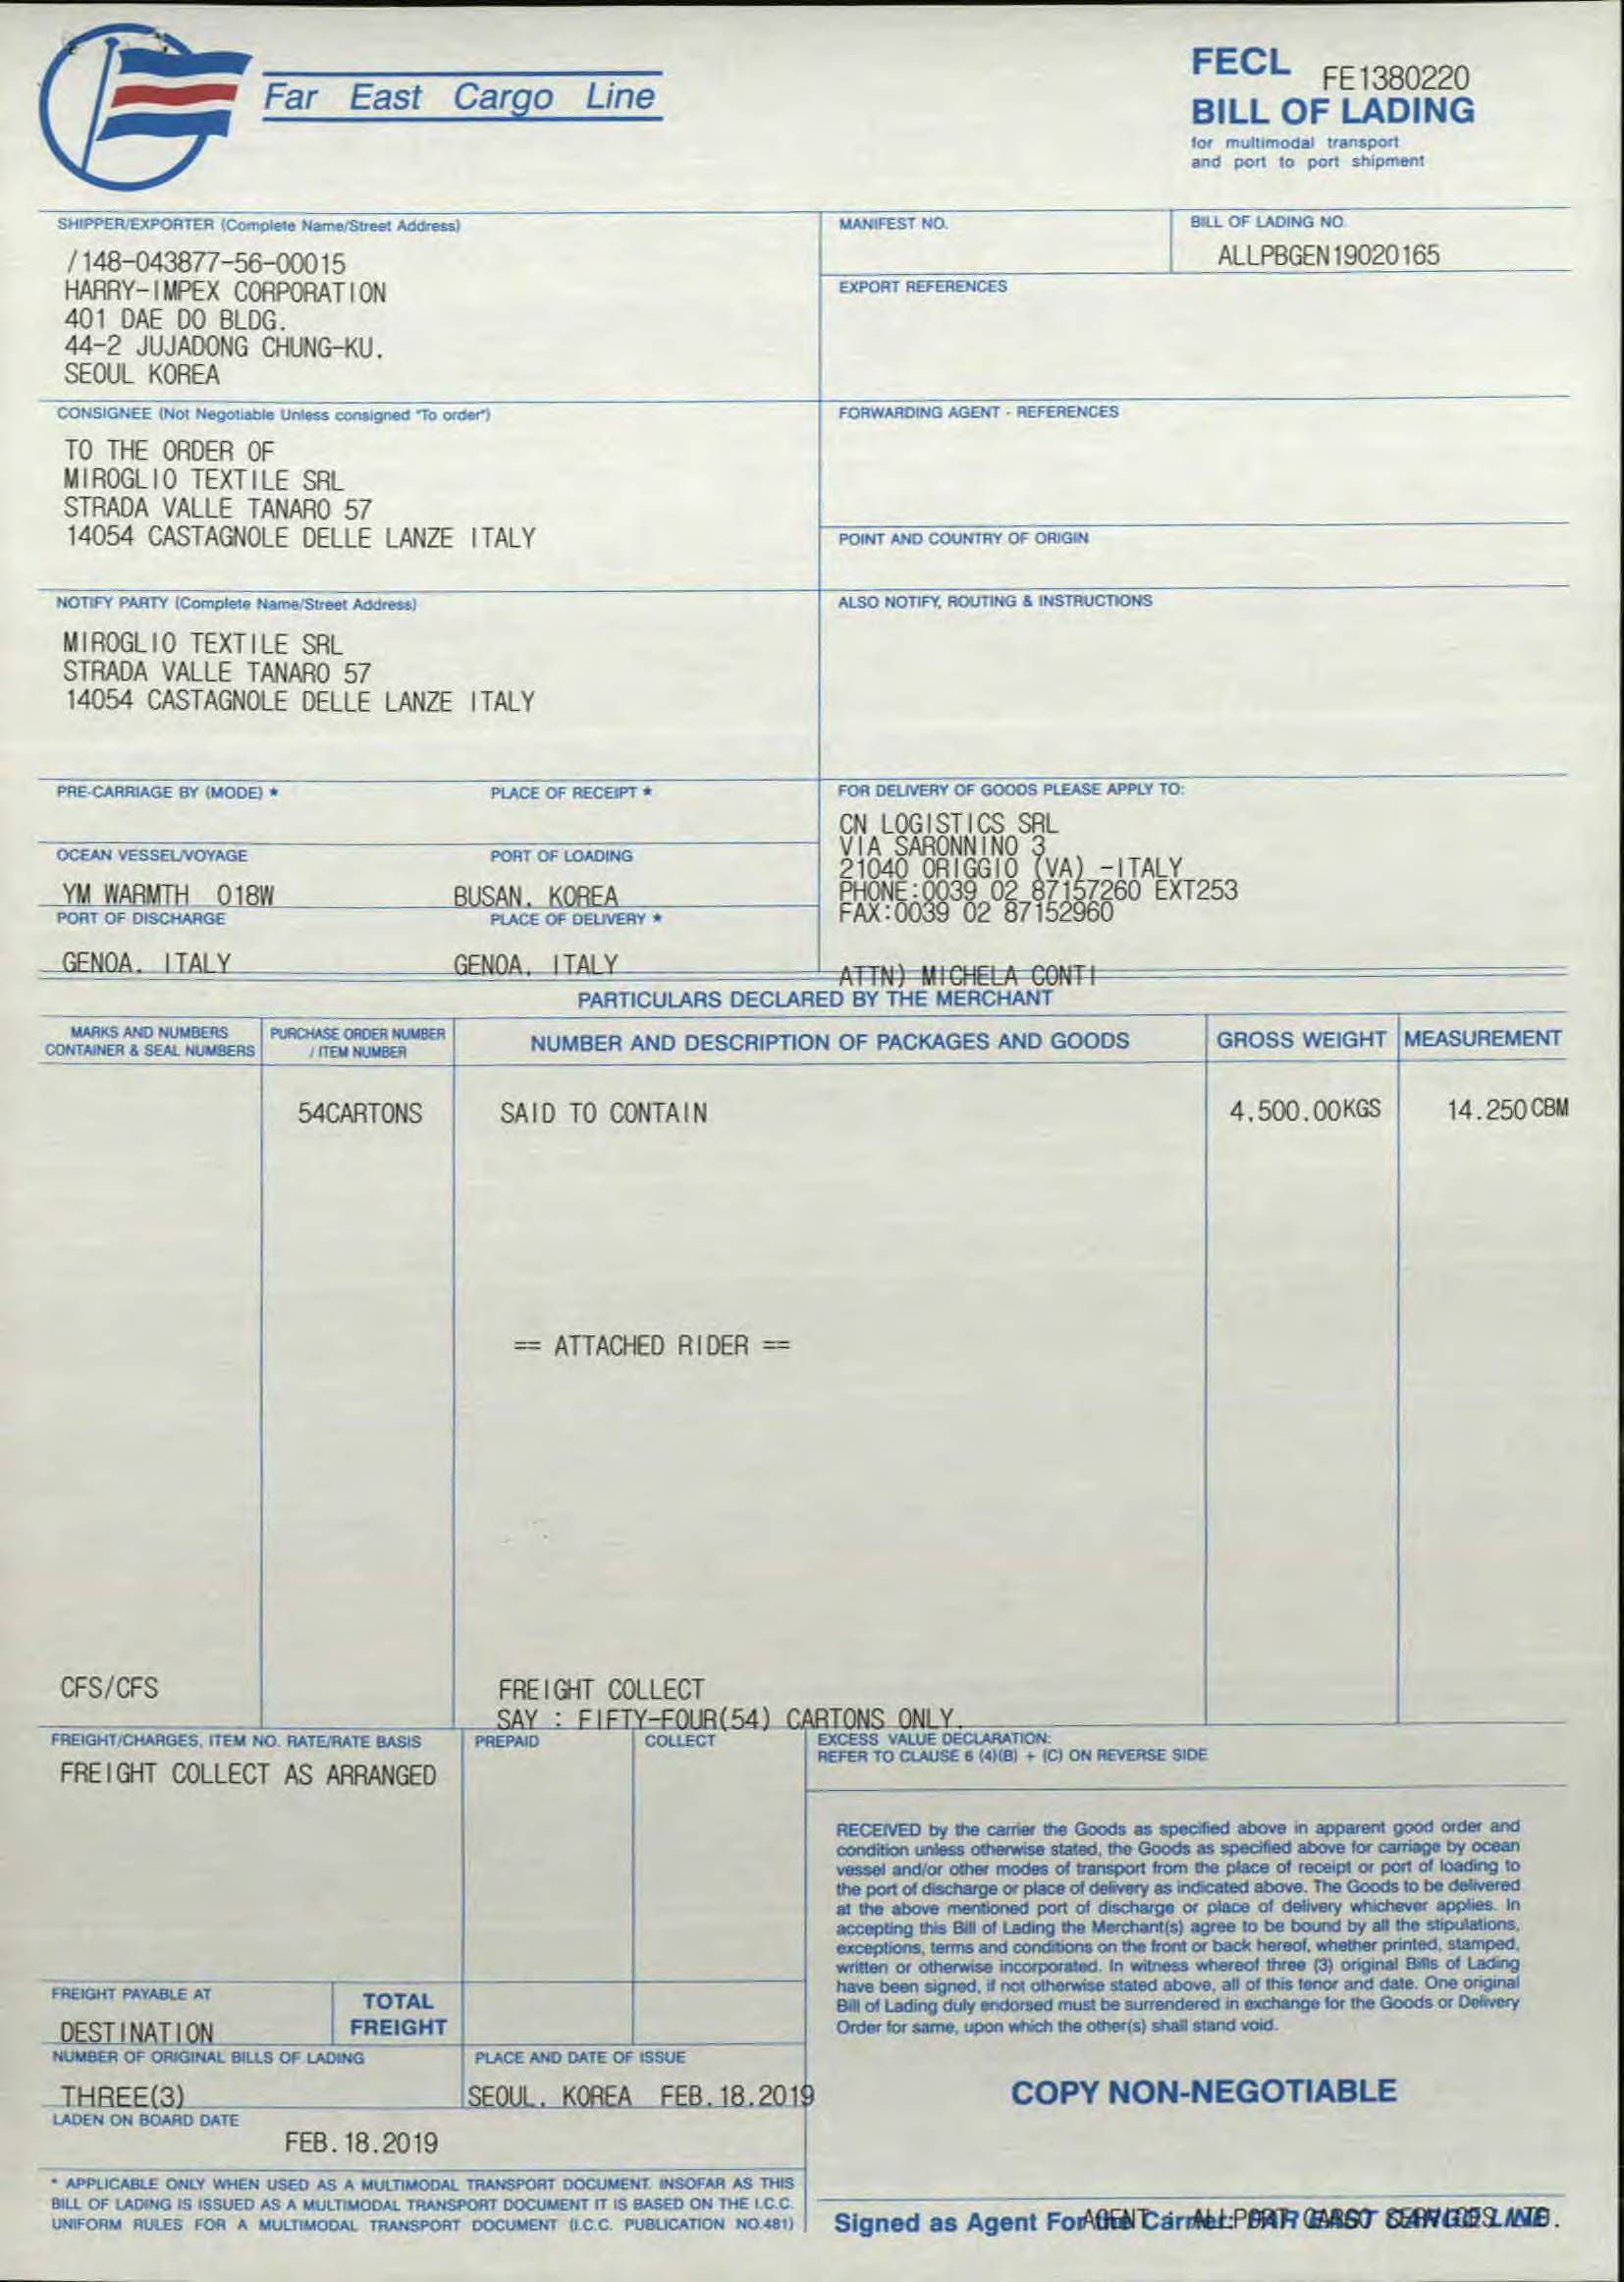 Far East Cargo Line
FECL FE1380220
BILL OF LADING
for multimodal transport
and port to port shipment
SHIPPER/EXPORTER (Complete Name/Street Address)
/148-043877-56-00015
HARRY-IMPEX CORPORATION
401 DAE DO BLDG.
44-2 JUJADONG CHUNG-KU.
SEOUL KOREA
MANIFEST NO.
BILL OF LADING NO.
ALLPBGEN19020165
EXPORT REFERENCES
CONSIGNEE (Not Negotiable Unless consigned "To order")
TO THE ORDER OF
MIROGLIO TEXTILE SRL
STRADA VALLE TANARO 57
14054 CASTAGNOLE DELLE LANZE ITALY
FORWARDING AGENT - REFERENCES
POINT AND COUNTRY OF ORIGIN
NOTIFY PARTY (Complete Name/Street Address)
MIROGLIO TEXTILE SRL
STRADA VALLE TANARO 57
14054 CASTAGNOLE DELLE LANZE ITALY
ALSO NOTIFY, ROUTING & INSTRUCTIONS
PRE-CARRIAGE BY (MODE) *
PLACE OF RECEIPT *
OCEAN VESSEL/VOYAGE
PORT OF LOADING
YM WARMTH 018W
BUSAN, KOREA
PORT OF DISCHARGE
PLACE OF DELIVERY *
GENOA, ITALY
GENOA, ITALY
FOR DELIVERY OF GOODS PLEASE APPLY TO:
CN LOGISTICS SRL
VIA SARONNINO 3
21040 ORIGGIO (VA) -ITALY
PHONE:0039 02 87157260 EXT253
FAX:0039 02 87152960
ATTN) MICHELA CONTI
PARTICULARS DECLARED BY THE MERCHANT
MARKS AND NUMBERS
CONTAINER & SEAL NUMBERS
PURCHASE ORDER NUMBER
/ ITEM NUMBER
NUMBER AND DESCRIPTION OF PACKAGES AND GOODS
GROSS WEIGHT
MEASUREMENT
54CARTONS
SAID TO CONTAIN
4,500.00KGS
14.250CBM
== ATTACHED RIDER ==
CFS/CFS
FREIGHT COLLECT
SAY : FIFTY-FOUR(54) CARTONS ONLY.
FREIGHT/CHARGES, ITEM NO. RATE/RATE BASIS
PREPAID
COLLECT
EXCESS VALUE DECLARATION:
REFER TO CLAUSE 6 (4)(B) + (C) ON REVERSE SIDE
FREIGHT COLLECT AS ARRANGED
RECEIVED by the carrier the Goods as specified above in apparent good order and
condition unless otherwise stated, the Goods as specified above for carriage by ocean
vessel and/or other modes of transport from the place of receipt or port of loading to
the port of discharge or place of delivery as indicated above. The Goods to be delivered
at the above mentioned port of discharge or place of delivery whichever applies. In
accepting this Bill of Lading the Merchant(s) agree to be bound by all the stipulations,
exceptions, terms and conditions on the front or back hereof, whether printed, stamped,
written or otherwise incorporated. In witness whereof three (3) original Bills of Lading
have been signed, if not otherwise stated above, all of this tenor and date. One original
Bill of Lading duly endorsed must be surrendered in exchange for the Goods or Delivery
Order for same, upon which the other(s) shall stand void.
FREIGHT PAYABLE AT
DESTINATION
TOTAL
FREIGHT
NUMBER OF ORIGINAL BILLS OF LADING
THREE(3)
PLACE AND DATE OF ISSUE
SEOUL, KOREA FEB.18.2019
COPY NON-NEGOTIABLE
LADEN ON BOARD DATE
FEB.18.2019
* APPLICABLE ONLY WHEN USED AS A MULTIMODAL TRANSPORT DOCUMENT. INSOFAR AS THIS
BILL OF LADING IS ISSUED AS A MULTIMODAL TRANSPORT DOCUMENT IT IS BASED ON THE I.C.C.
UNIFORM RULES FOR A MULTIMODAL TRANSPORT DOCUMENT (I.C.C. PUBLICATION NO.481)
AGENT : ALLPORT CARGO SERVICES LTD.
Signed as Agent For the Carrier: FAR EAST CARGO LINE